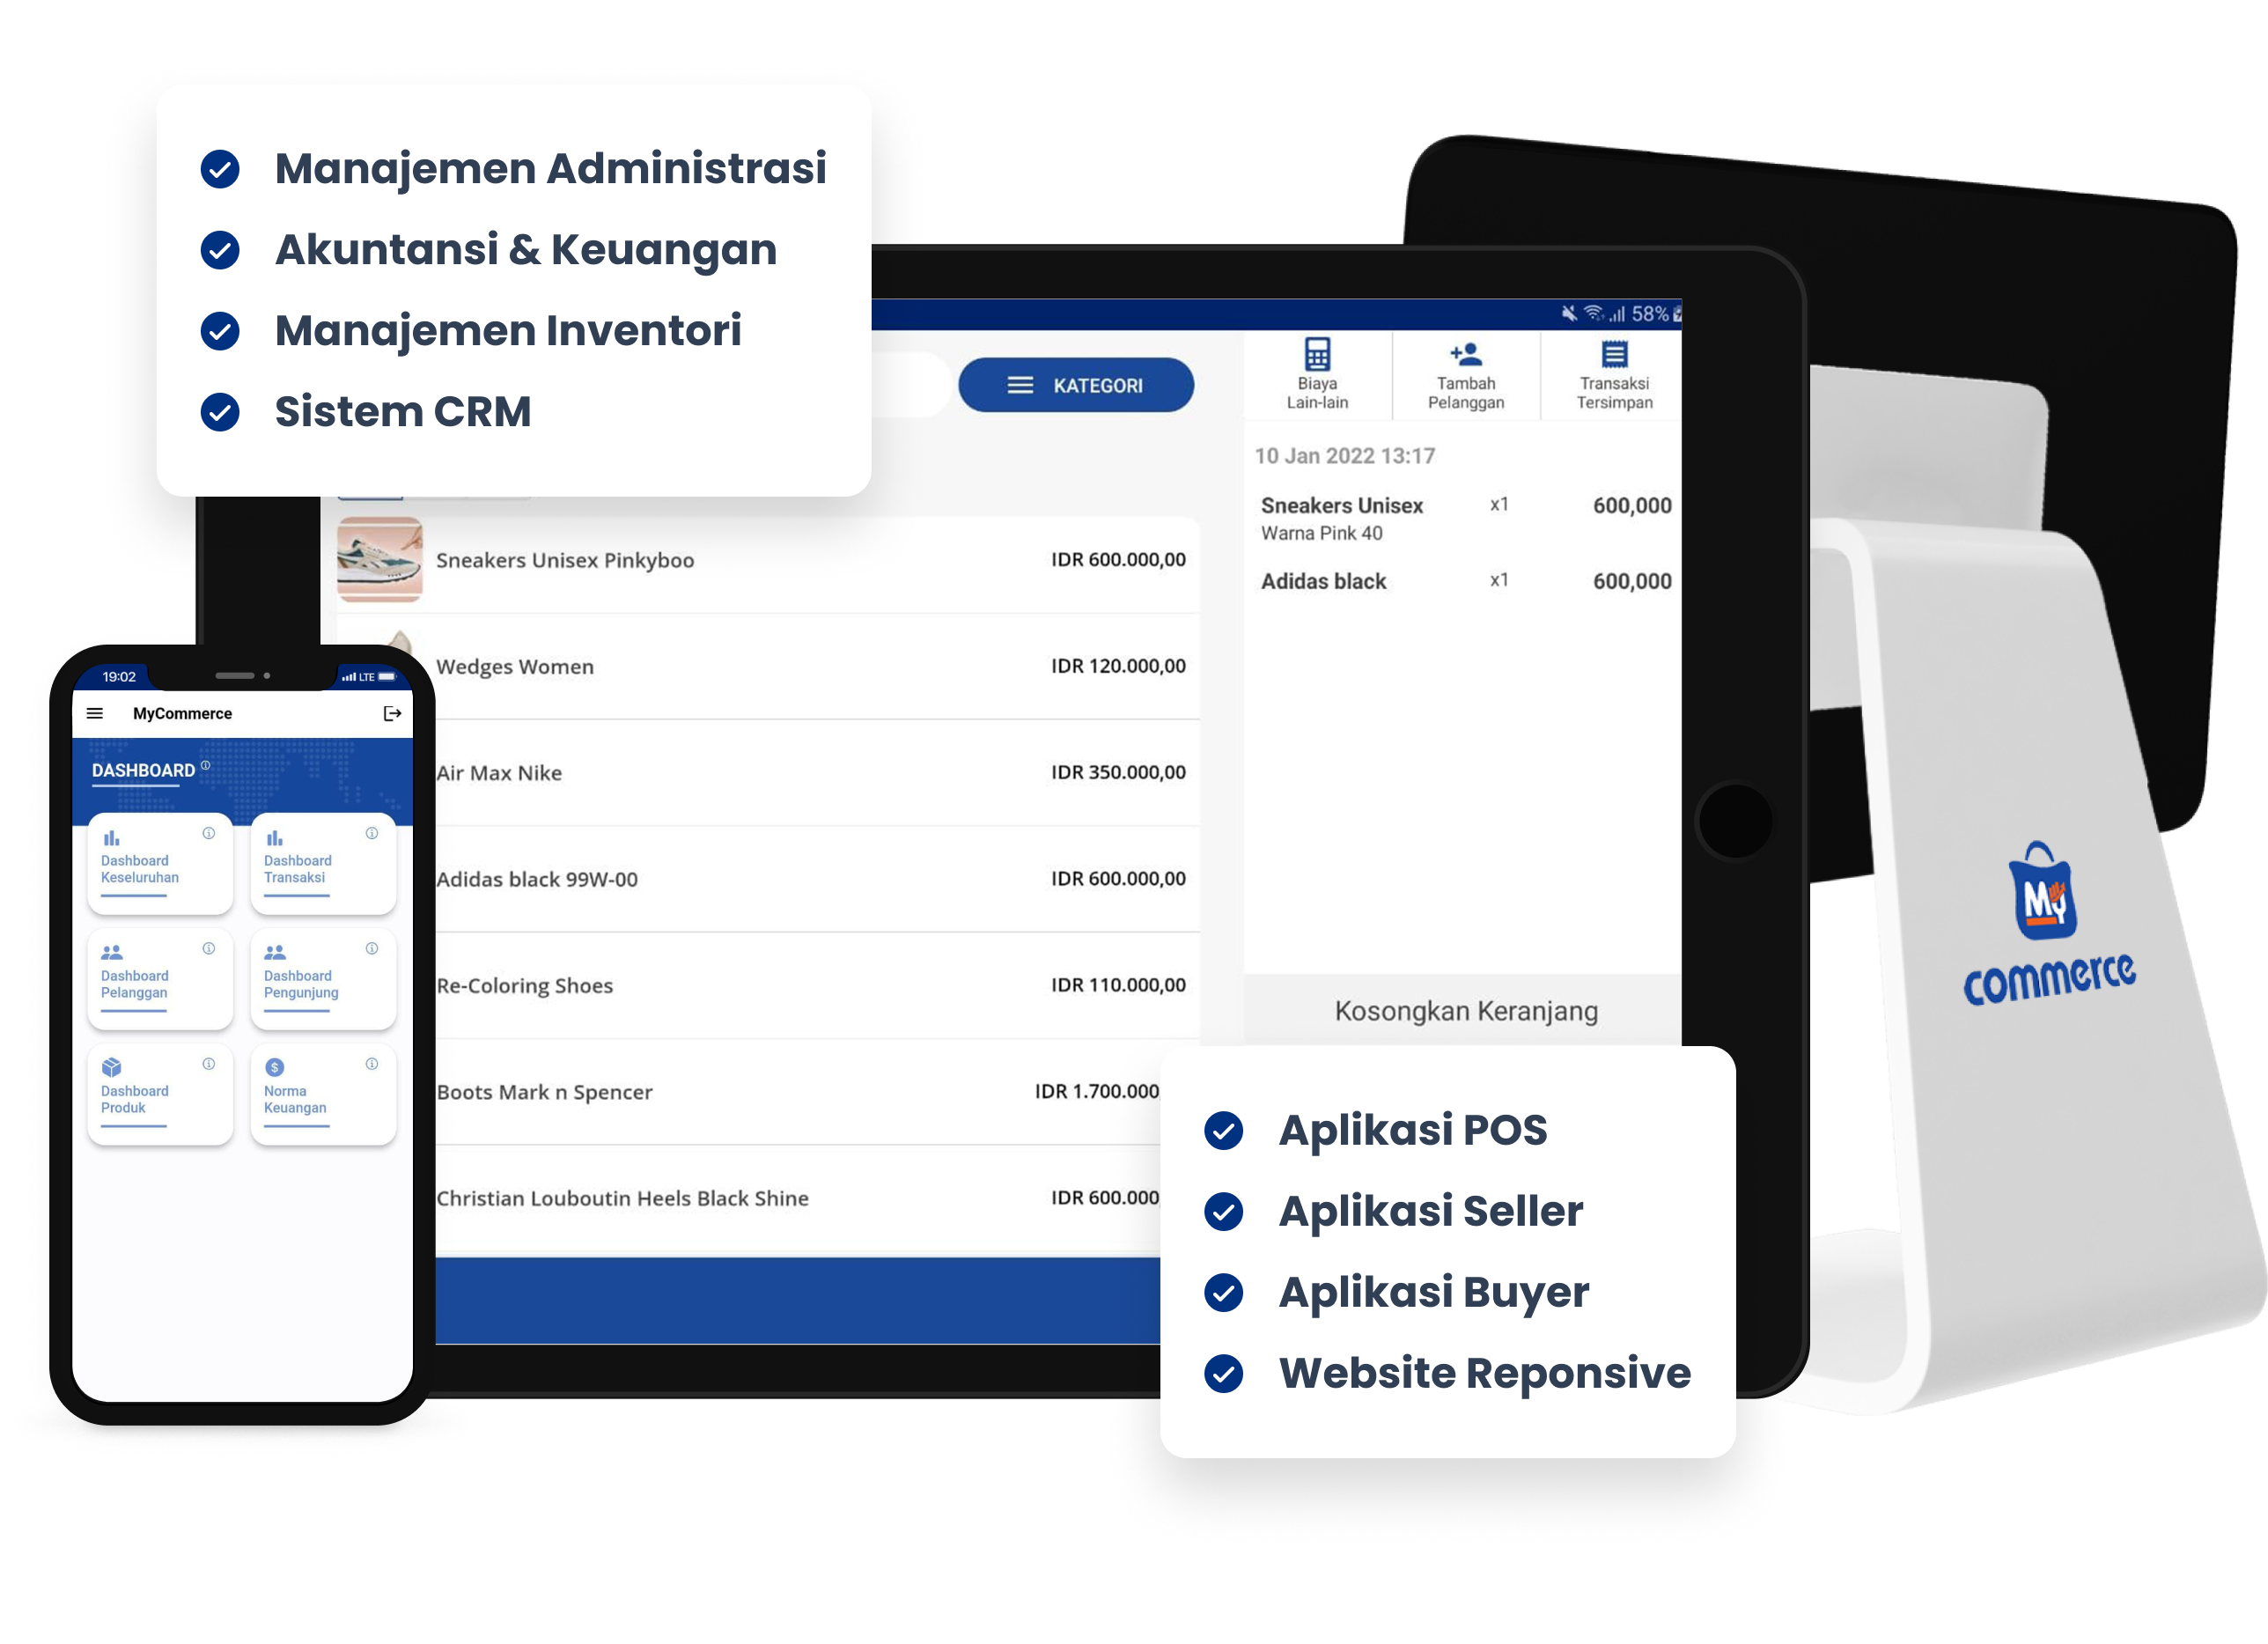 Manajemen Administrasi
Akuntansi & Keuangan
Manajemen Inventori
Sistem CRM
58%
KATEGORI
Biaya
Lain-lain
Tambah
Pelanggan
Transaksi
Tersimpan
10 Jan 2022 13:17
Sneakers Unisex x1 600,000
Warna Pink 40
Adidas black x1 600,000
Kosongkan Keranjang
Sneakers Unisex Pinkyboo IDR 600.000,00
Wedges Women IDR 120.000,00
Air Max Nike IDR 350.000,00
Adidas black 99W-00 IDR 600.000,00
Re-Coloring Shoes IDR 110.000,00
Boots Mark n Spencer IDR 1.700.000
Christian Louboutin Heels Black Shine IDR 600.000
19:02 LTE
MyCommerce
DASHBOARD
Dashboard
Keseluruhan
Dashboard
Transaksi
Dashboard
Pelanggan
Dashboard
Pengunjung
Dashboard
Produk
Norma
Keuangan
Aplikasi POS
Aplikasi Seller
Aplikasi Buyer
Website Reponsive
My
commerce